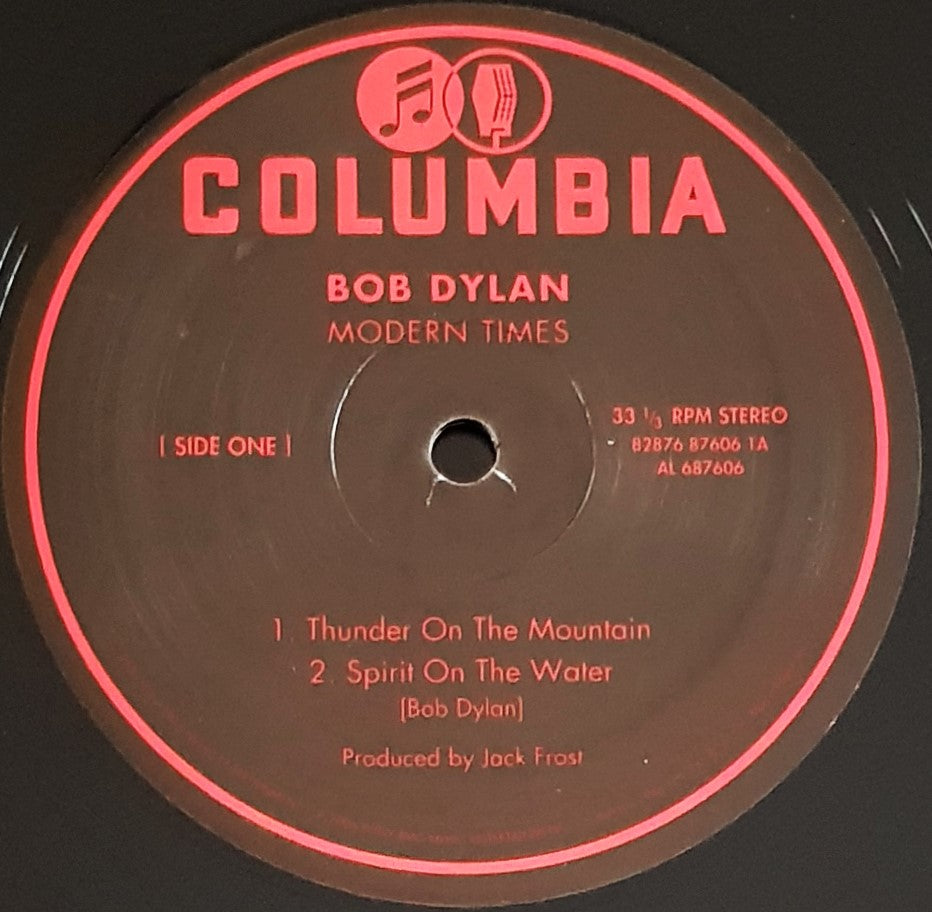 COLUMBIA
BOB DYLAN
MODERN TIMES
[ SIDE ONE ]
33 1/3 RPM STEREO
82876 87606 1A
AL 687606
1. Thunder On The Mountain
2. Spirit On The Water
[Bob Dylan]
Produced by Jack Frost